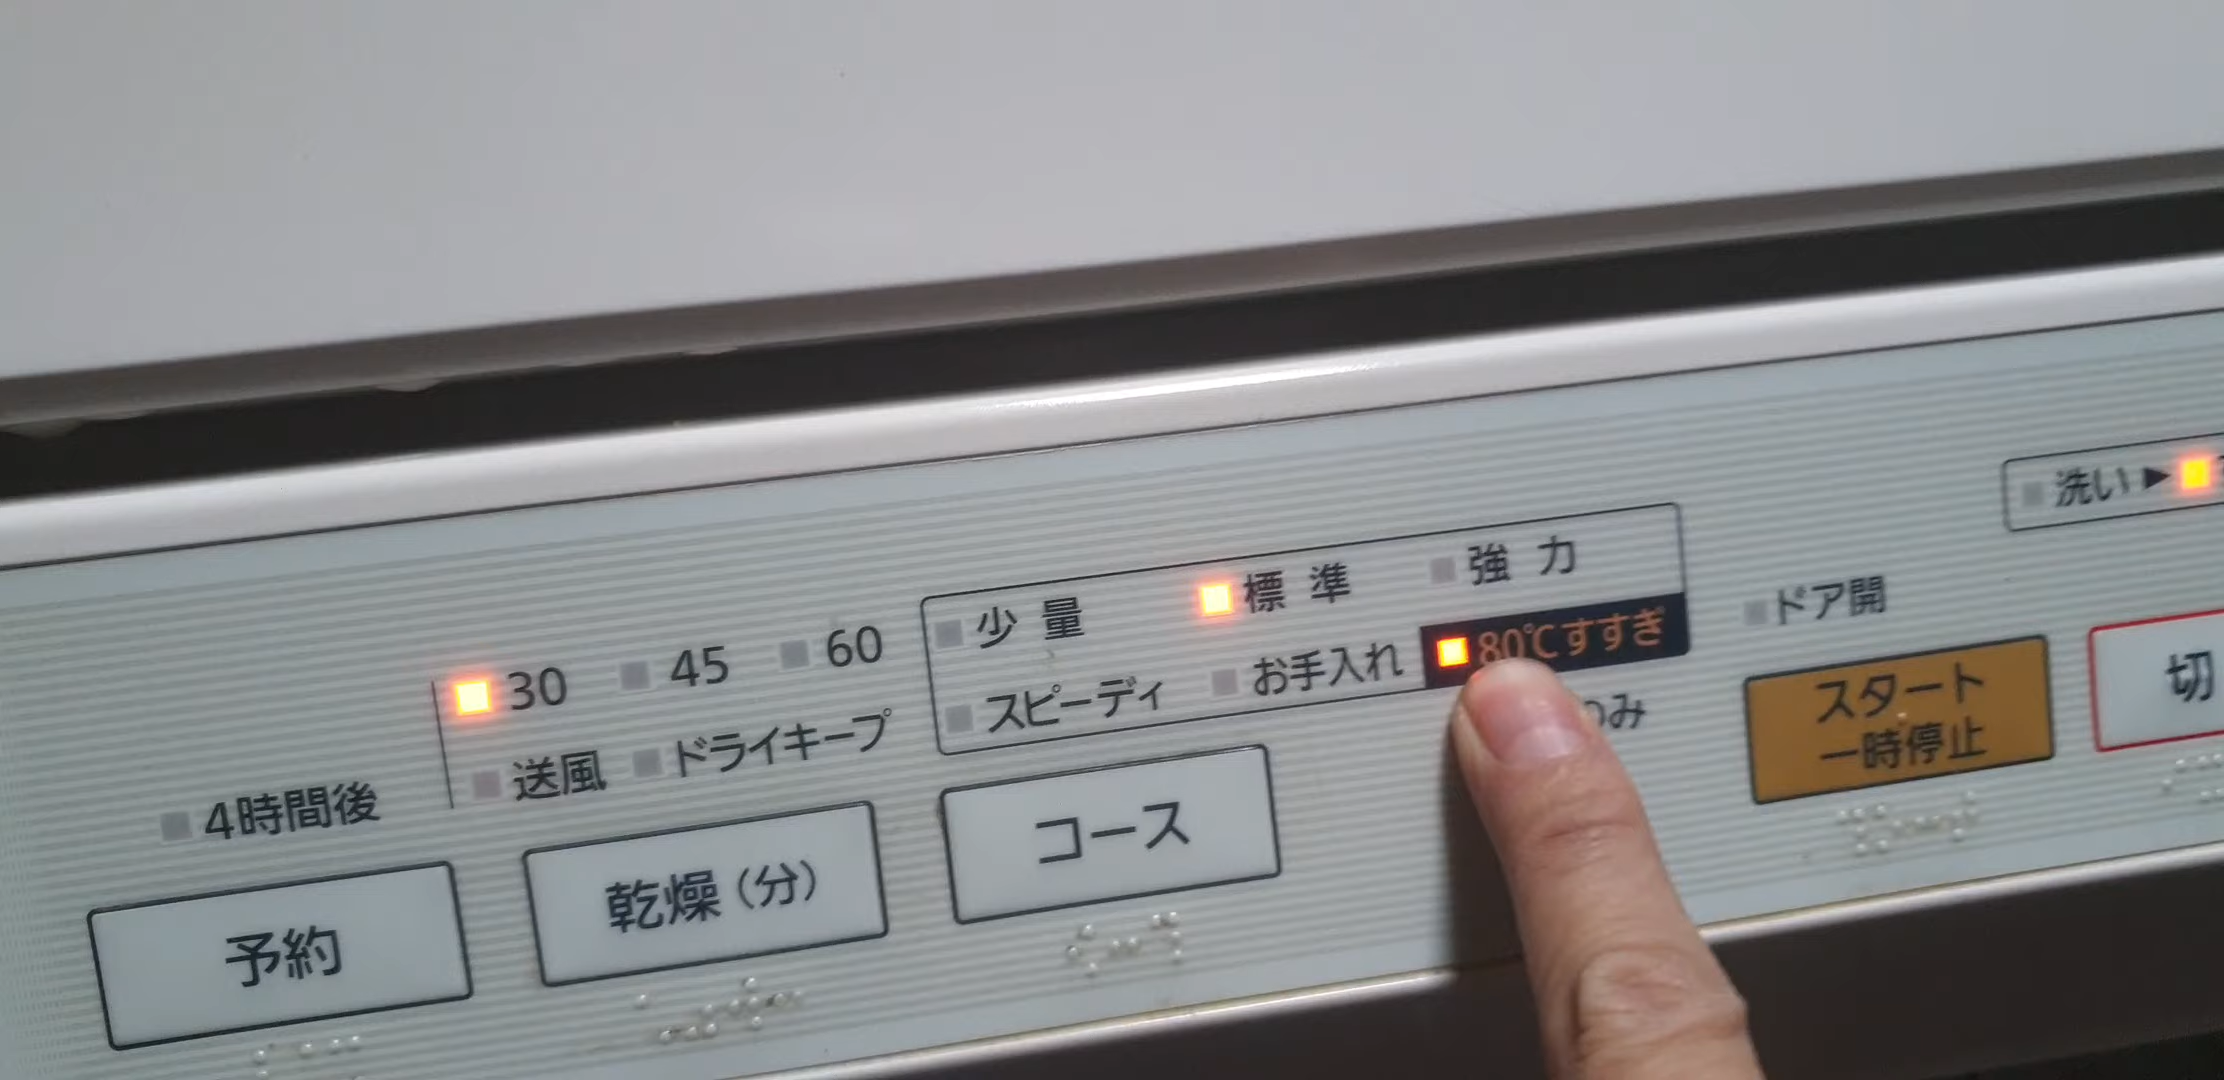 洗い▶
少量
標準
強力
ドア開
30
45
60
スピーディ
お手入れ
80℃すすぎ
のみ
4時間後
送風
ドライキープ
予約
乾燥(分)
コース
スタート
一時停止
切